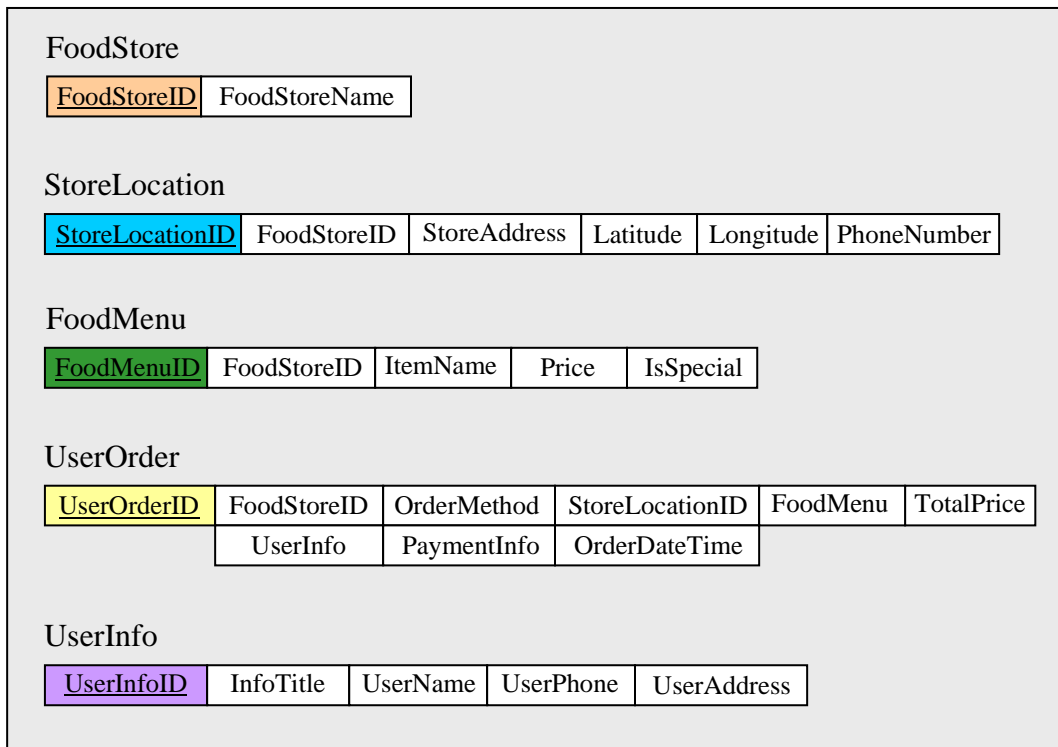 FoodStore
FoodStoreID FoodStoreName
StoreLocation
StoreLocationID FoodStoreID StoreAddress Latitude Longitude PhoneNumber
FoodMenu
FoodMenuID FoodStoreID ItemName Price IsSpecial
UserOrder
UserOrderID FoodStoreID OrderMethod StoreLocationID FoodMenu TotalPrice
UserInfo PaymentInfo OrderDateTime
UserInfo
UserInfoID InfoTitle UserName UserPhone UserAddress